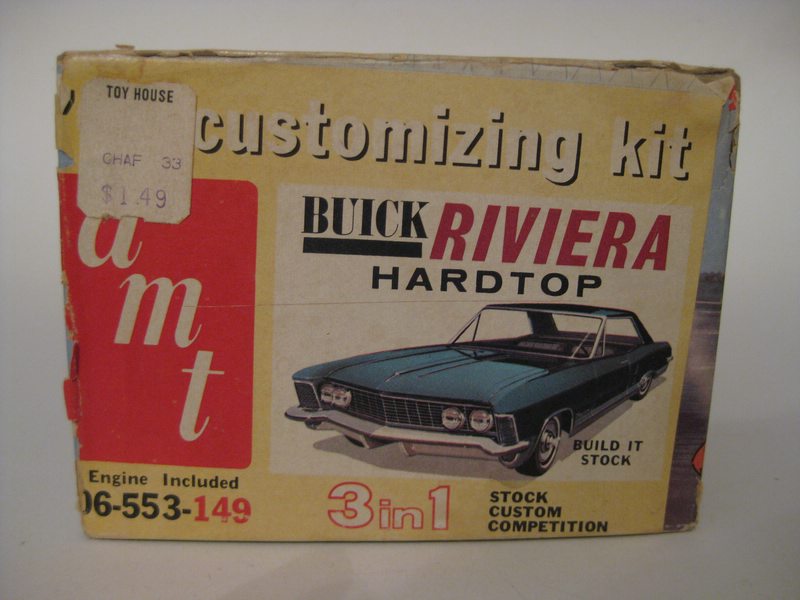 TOY HOUSE
CHAF 33
$1.49
customizing kit
amt
BUICK RIVIERA
HARDTOP
BUILD IT
STOCK
Engine Included
06-553-149
3 in 1
STOCK
CUSTOM
COMPETITION